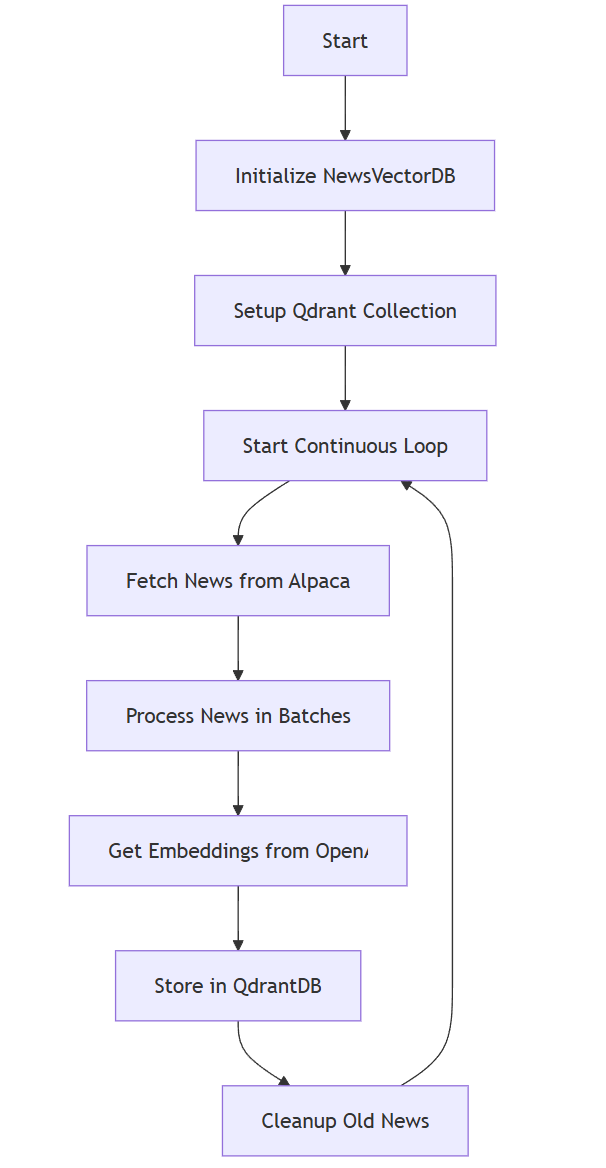 Start
Initialize NewsVectorDB
Setup Qdrant Collection
Start Continuous Loop
Fetch News from Alpaca
Process News in Batches
Get Embeddings from Open
Store in QdrantDB
Cleanup Old News